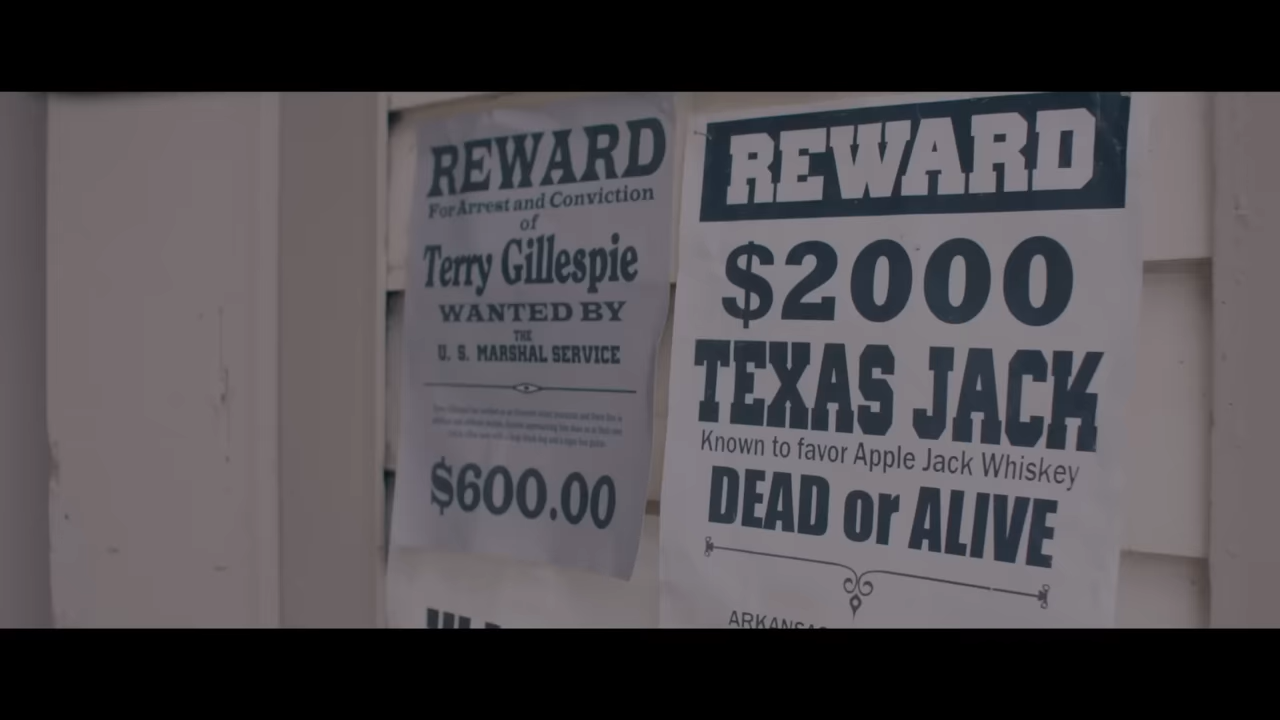 REWARD
For Arrest and Conviction
of
Terry Gillespie
WANTED BY
THE
U. S. MARSHAL SERVICE
$600.00
REWARD
$2000
TEXAS JACK
Known to favor Apple Jack Whiskey
DEAD or ALIVE